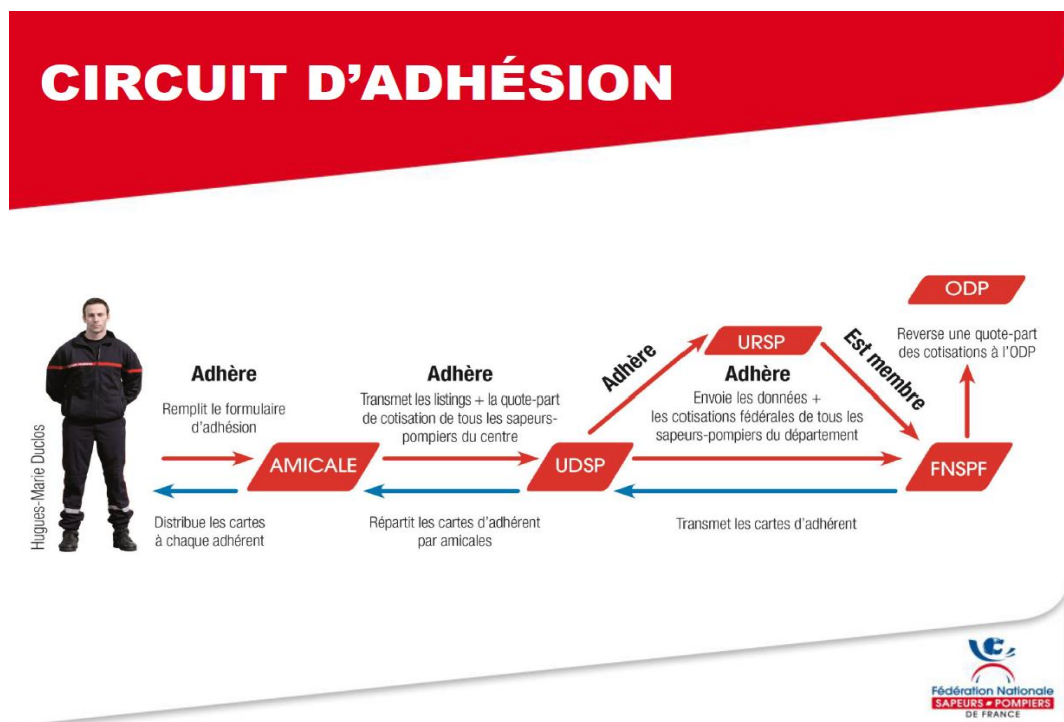 CIRCUIT D’ADHÉSION
ODP
Reverse une quote-part
des cotisations à l’ODP
URSP
Adhère
Est membre
Adhère
Remplit le formulaire
d’adhésion
Adhère
Transmet les listings + la quote-part
de cotisation de tous les sapeurs-
pompiers du centre
Adhère
Envoie les données +
les cotisations fédérales de tous les
sapeurs-pompiers du département
AMICALE
UDSP
FNSPF
Distribue les cartes
à chaque adhérent
Répartit les cartes d’adhérent
par amicales
Transmet les cartes d’adhérent
Hugues-Marie Duclos
Fédération Nationale
SAPEURS - POMPIERS
DE FRANCE